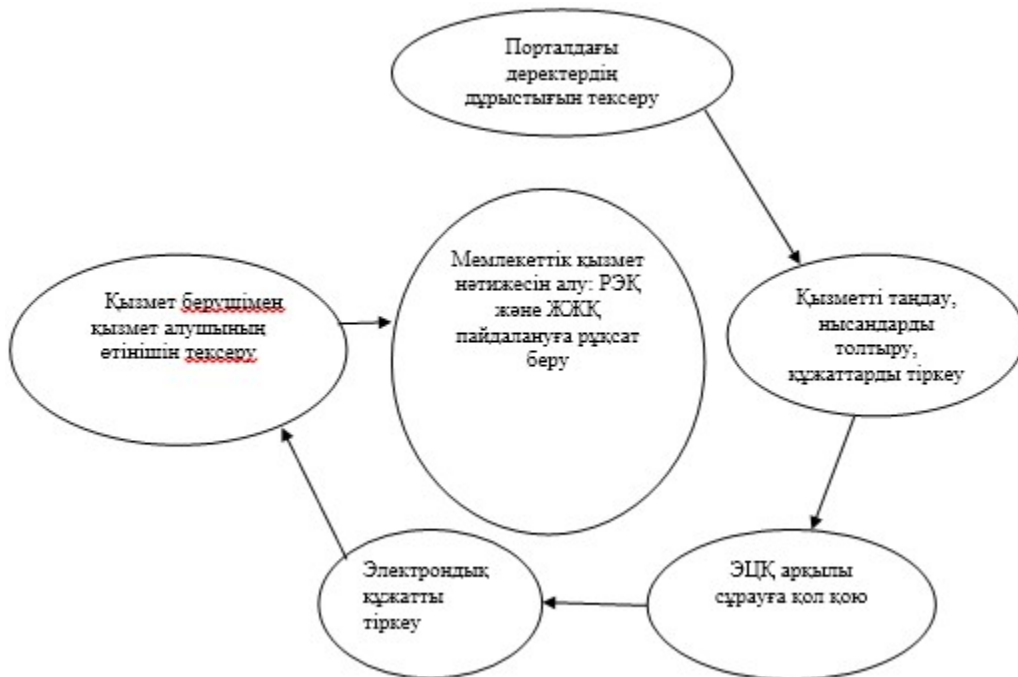 Порталдағы
деректердің
дұрыстығын тексеру
Қызметті таңдау,
нысандарды
толтыру,
құжаттарды тіркеу
ЭЦҚ арқылы
сұрауға қол қою
Электрондық
құжатты
тіркеу
Қызмет берушімен
қызмет алушының
өтінішін тексеру
Мемлекеттік қызмет
нәтижесін алу: РЭҚ
және ЖЖҚ
пайдалануға рұқсат
беру